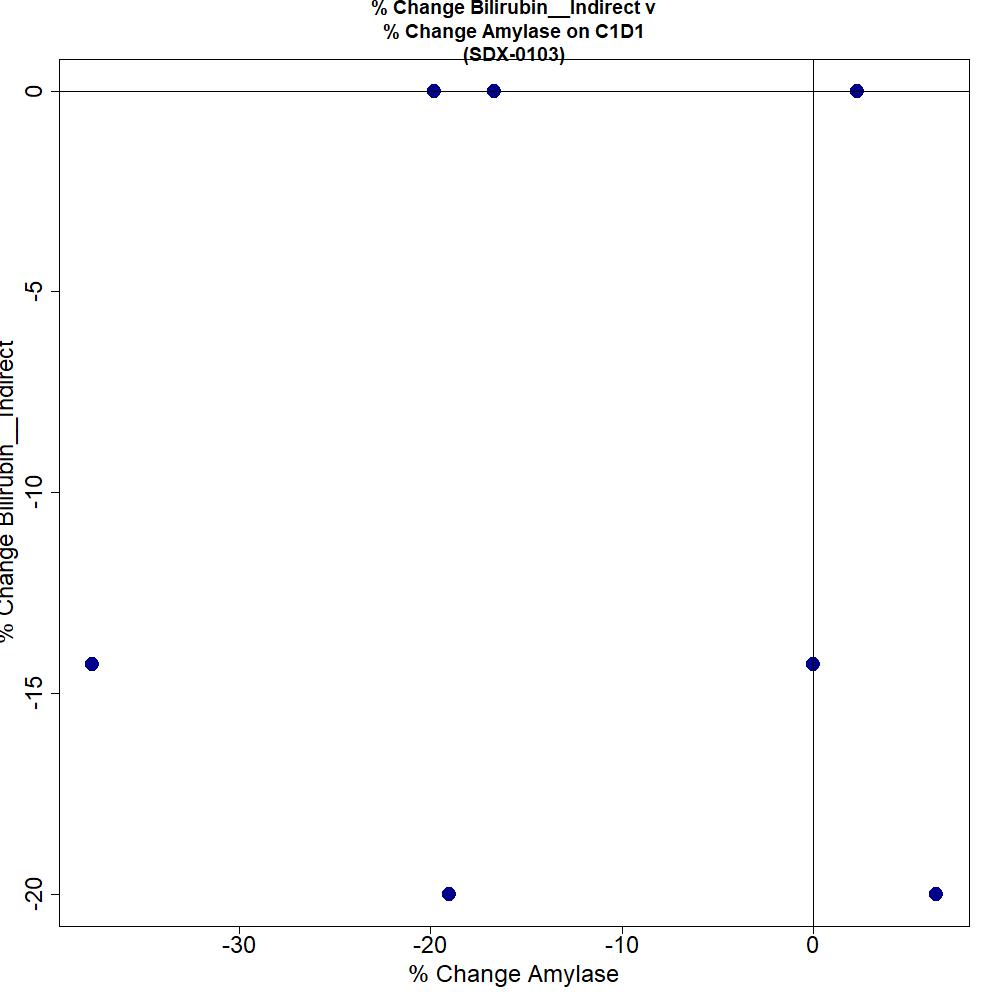 % Change Bilirubin__Indirect v
% Change Amylase on C1D1
(SDX-0103)
% Change Bilirubin__Indirect
0
-5
-10
-15
-20
-30
-20
-10
0
% Change Amylase